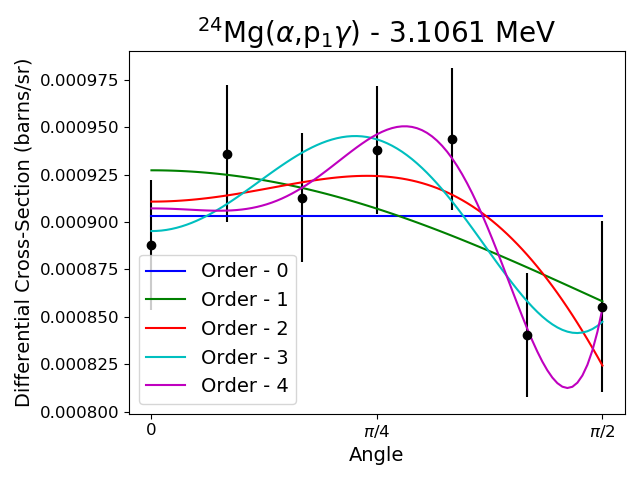 ²⁴Mg(α,p₁γ) - 3.1061 MeV
Differential Cross-Section (barns/sr)
0.000975
0.000950
0.000925
0.000900
0.000875
0.000850
0.000825
0.000800
Order - 0
Order - 1
Order - 2
Order - 3
Order - 4
0 π/4 π/2
Angle